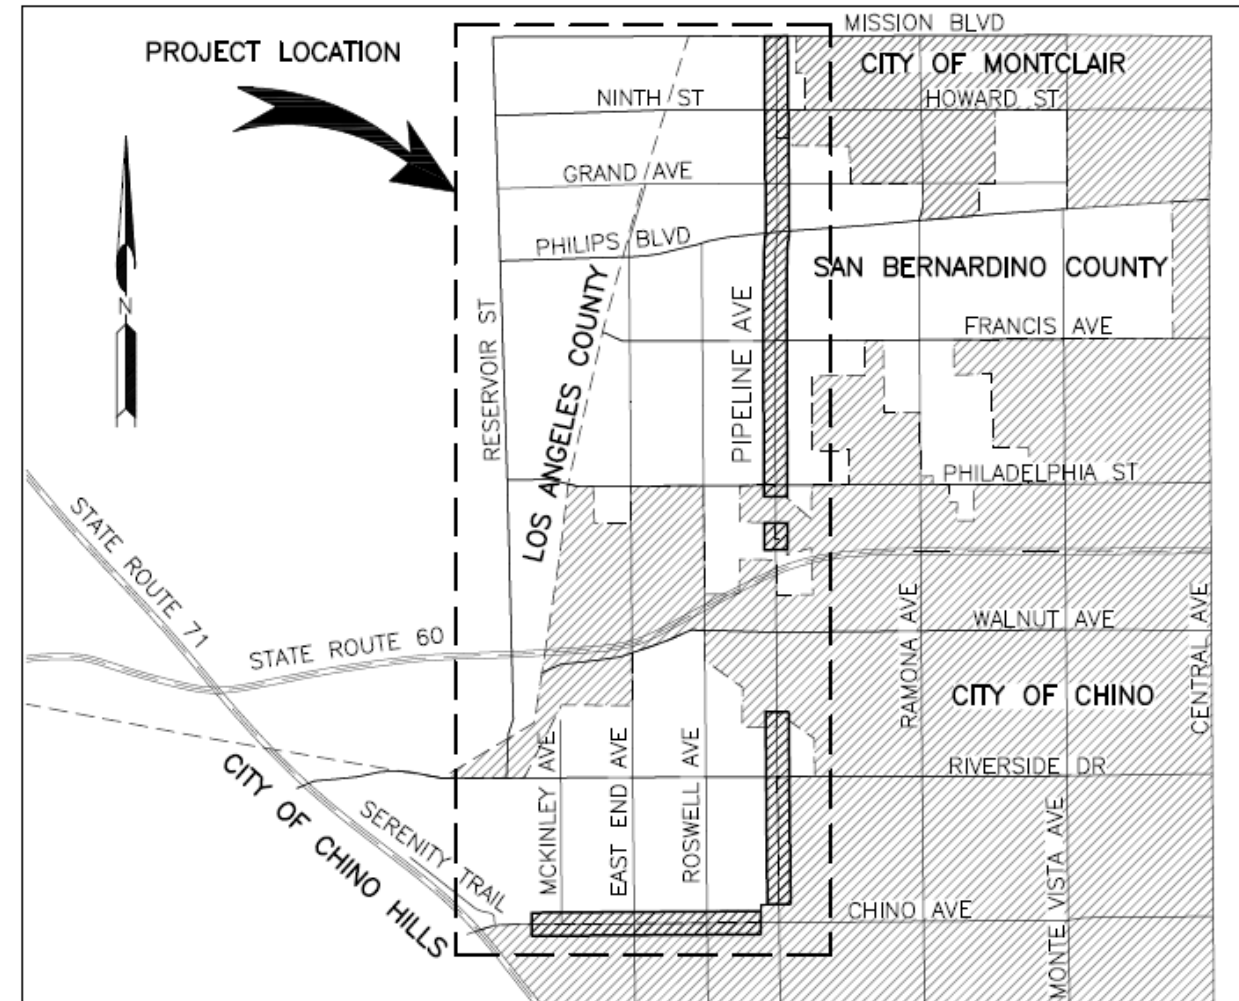 MISSION BLVD
PROJECT LOCATION
CITY OF MONTCLAIR
NINTH ST
HOWARD ST
GRAND AVE
PHILIPS BLVD
SAN BERNARDINO COUNTY
N
RESERVOIR ST
LOS ANGELES COUNTY
PIPELINE AVE
FRANCIS AVE
PHILADELPHIA ST
STATE ROUTE 71
STATE ROUTE 60
WALNUT AVE
RAMONA AVE
CENTRAL AVE
CITY OF CHINO
RIVERSIDE DR
CITY OF CHINO HILLS
SERENITY TRAIL
MCKINLEY AVE
EAST END AVE
ROSWELL AVE
MONTE VISTA AVE
CHINO AVE